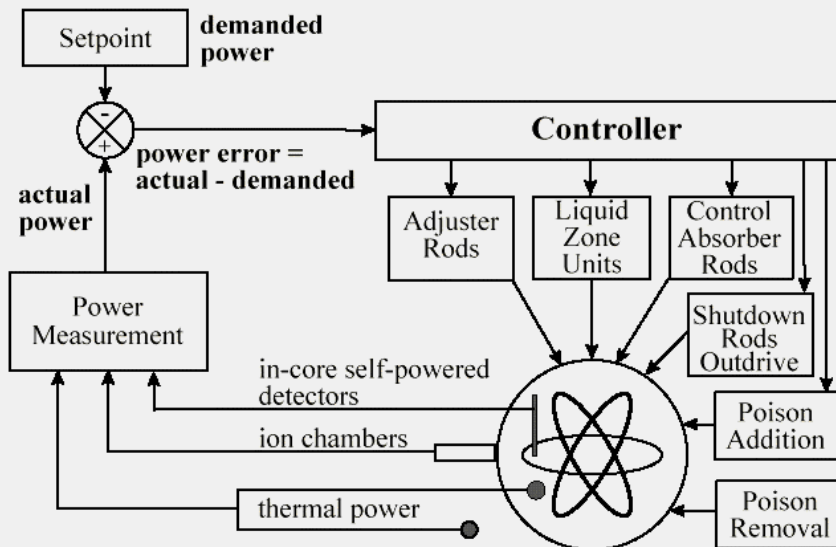 Setpoint
demanded
power
-
+
power error =
actual - demanded
actual
power
Controller
Adjuster
Rods
Liquid
Zone
Units
Control
Absorber
Rods
Shutdown
Rods
Outdrive
Power
Measurement
in-core self-powered
detectors
ion chambers
thermal power
Poison
Addition
Poison
Removal